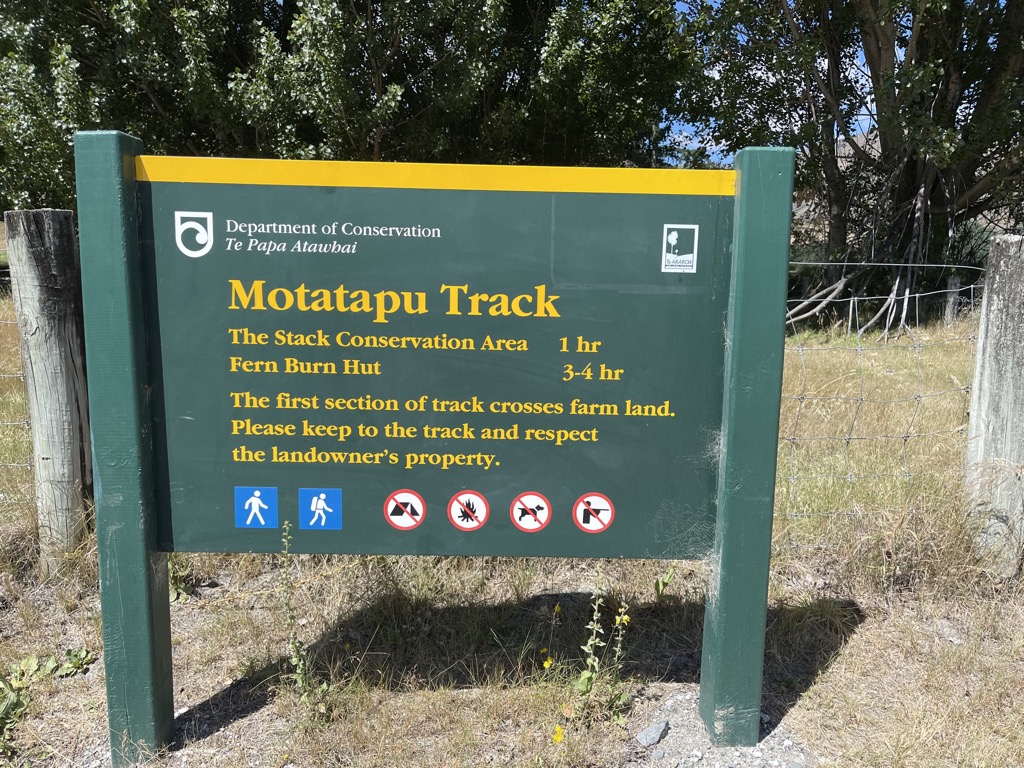 Department of Conservation
Te Papa Atawhai
TE ARAROA
Motatapu Track
The Stack Conservation Area 1 hr
Fern Burn Hut 3-4 hr
The first section of track crosses farm land.
Please keep to the track and respect
the landowner's property.